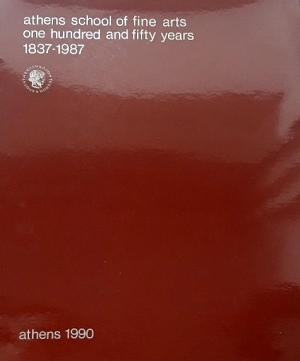 athens school of fine arts
one hundred and fifty years
1837-1987
athens 1990